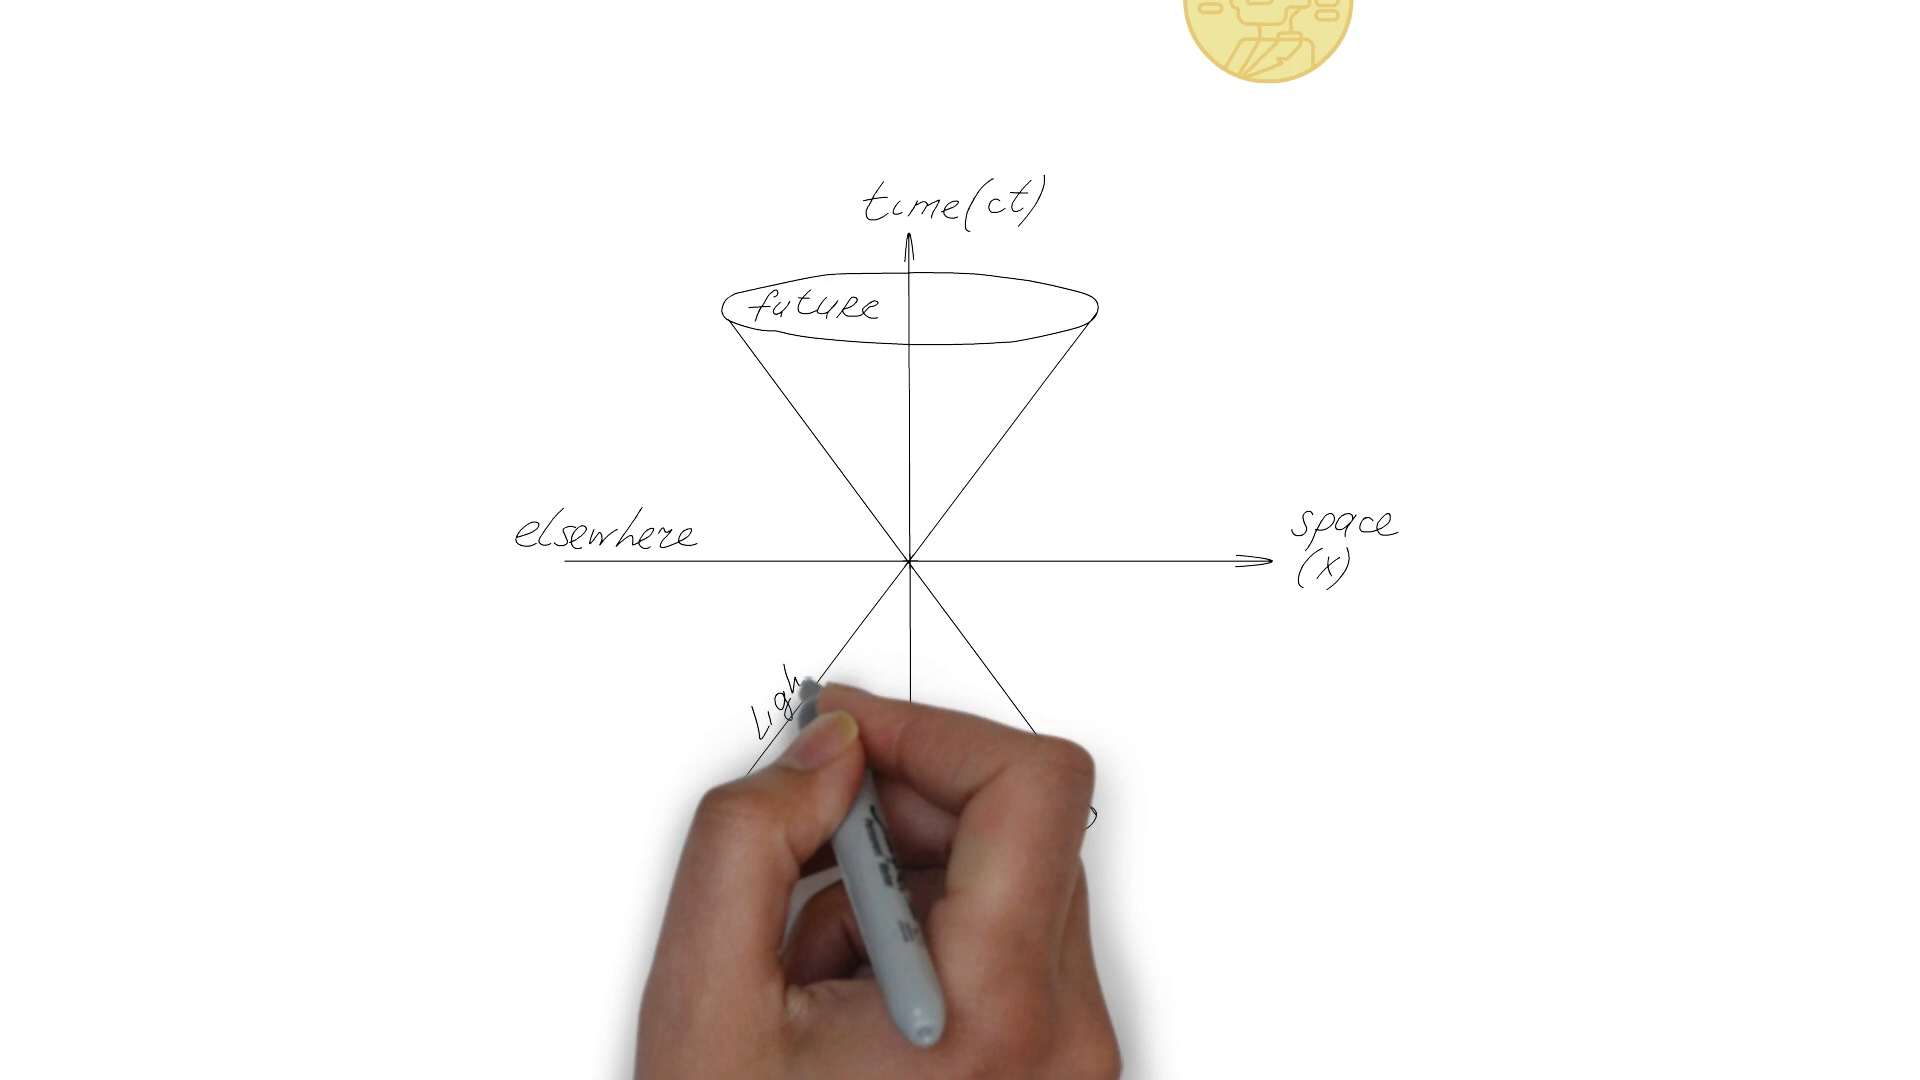 time(ct)
future
elsewhere
space
(x)
Ligh